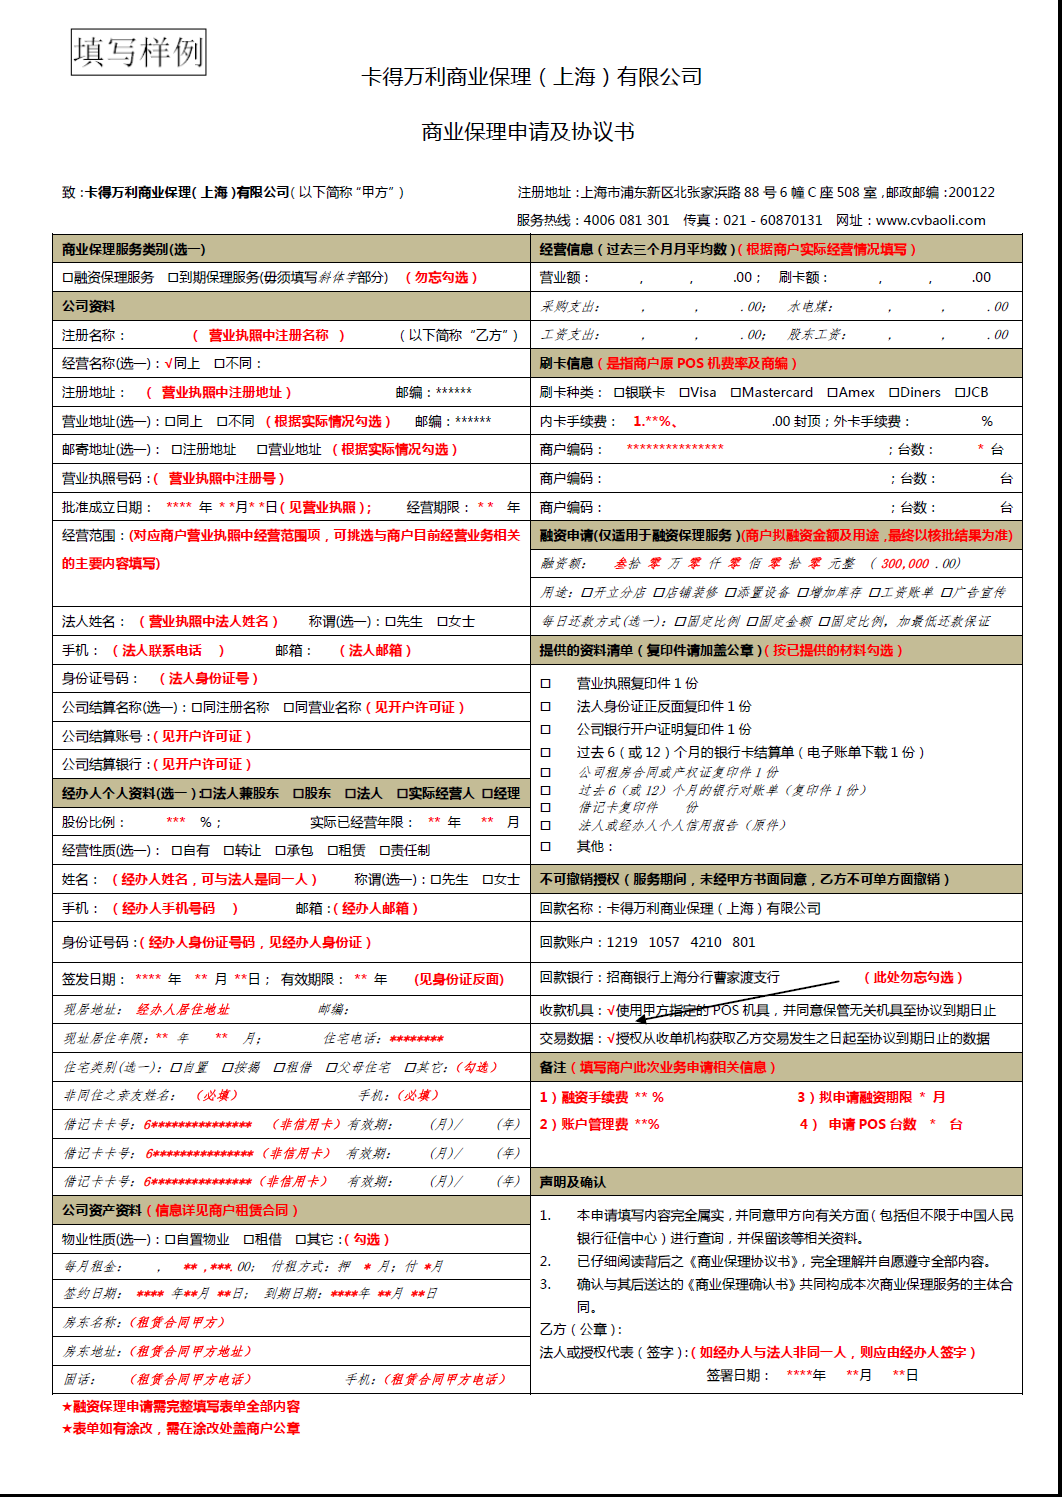 填写样例
卡得万利商业保理（上海）有限公司
商业保理申请及协议书
致：卡得万利商业保理（上海）有限公司（以下简称“甲方”） 注册地址：上海市浦东新区北张家浜路 88 号 6 幢 C 座 508 室，邮政邮编：200122
服务热线：4006 081 301 传真：021 - 60870131 网址：www.cvbaoli.com
商业保理服务类别(选一)
□融资保理服务 □到期保理服务(毋须填写斜体字部分) （勿忘勾选）
公司资料
注册名称： （ 营业执照中注册名称 ） （以下简称“乙方”）
经营名称(选一)：√同上 □不同：
注册地址： （ 营业执照中注册地址） 邮编：******
营业地址(选一)：□同上 □不同（根据实际情况勾选） 邮编：******
邮寄地址(选一)： □注册地址 □营业地址（根据实际情况勾选）
营业执照号码：（ 营业执照中注册号）
批准成立日期： **** 年 * *月* *日（见营业执照）； 经营期限：* * 年
经营范围：(对应商户营业执照中经营范围项，可挑选与商户目前经营业务相关
的主要内容填写)
法人姓名：（营业执照中法人姓名） 称谓(选一)：□先生 □女士
手机：（法人联系电话 ） 邮箱： （法人邮箱）
身份证号码： （法人身份证号）
公司结算名称(选一)：□同注册名称 □同营业名称（见开户许可证）
公司结算账号：（见开户许可证）
公司结算银行：（见开户许可证）
经办人个人资料(选一)：□法人兼股东 □股东 □法人 □实际经营人 □经理
股份比例： *** %； 实际已经营年限： ** 年 ** 月
经营性质(选一)： □自有 □转让 □承包 □租赁 □责任制
姓名：（经办人姓名，可与法人是同一人） 称谓(选一)：□先生 □女士
手机：（经办人手机号码 ） 邮箱：（经办人邮箱）
身份证号码：（经办人身份证号码，见经办人身份证）
签发日期： **** 年 ** 月 **日； 有效期限： ** 年 (见身份证反面)
现居地址： 经办人居住地址 邮编：
现址居住年限：** 年 ** 月； 住宅电话：********
住宅类别(选一)：□自置 □按揭 □租借 □父母住宅 □其它：（勾选）
非同住之亲友姓名： （必填） 手机：（必填）
借记卡卡号：6*************** （非信用卡）有效期： (月)/ (年)
借记卡卡号：6***************（非信用卡） 有效期： (月)/ (年)
借记卡卡号：6***************（非信用卡） 有效期： (月)/ (年)
公司资产资料（信息详见商户租赁合同）
物业性质(选一)：□自置物业 □租借 □其它：（勾选）
每月租金： , ** ,***.00； 付租方式：押 * 月；付 *月
签约日期： **** 年**月 **日； 到期日期：****年 **月 **日
房东名称：（租赁合同甲方）
房东地址：（租赁合同甲方地址）
固话： （租赁合同甲方电话） 手机：（租赁合同甲方电话）
★融资保理申请需完整填写表单全部内容
★表单如有涂改，需在涂改处盖商户公章
经营信息（过去三个月月平均数）（根据商户实际经营情况填写）
营业额： , , .00； 刷卡额： , , .00
采购支出： , , .00； 水电煤： , , .00
工资支出： , , .00； 股东工资： , , .00
刷卡信息（是指商户原 POS 机费率及商编）
刷卡种类： □银联卡 □Visa □Mastercard □Amex □Diners □JCB
内卡手续费： 1.**%、 .00 封顶；外卡手续费： %
商户编码： *************** ；台数： * 台
商户编码： ；台数： 台
商户编码： ；台数： 台
融资申请(仅适用于融资保理服务)(商户拟融资金额及用途，最终以核批结果为准)
融资额： 叁拾 零 万 零 仟 零 佰 零 拾 零 元整 （ 300,000 .00)
用途：□开立分店 □店铺装修 □添置设备 □增加库存 □工资账单 □广告宣传
每日还款方式(选一)：□固定比例 □固定金额 □固定比例，加最低还款保证
提供的资料清单（复印件请加盖公章）（按已提供的材料勾选）
□ 营业执照复印件 1 份
□ 法人身份证正反面复印件 1 份
□ 公司银行开户证明复印件 1 份
□ 过去 6（或 12）个月的银行卡结算单（电子账单下载 1 份）
□ 公司租房合同或产权证复印件 1 份
□ 过去 6（或 12）个月的银行对账单（复印件 1 份）
□ 借记卡复印件 份
□ 法人或经办人个人信用报告（原件）
□ 其他：
不可撤销授权（服务期间，未经甲方书面同意，乙方不可单方面撤销）
回款名称：卡得万利商业保理（上海）有限公司
回款账户：1219 1057 4210 801
回款银行：招商银行上海分行曹家渡支行 （此处勿忘勾选）
收款机具：√使用甲方指定的 POS 机具，并同意保管无关机具至协议到期日止
交易数据：√授权从收单机构获取乙方交易发生之日起至协议到期日止的数据
备注（填写商户此次业务申请相关信息）
1）融资手续费 ** % 3）拟申请融资期限 * 月
2）账户管理费 **% 4） 申请 POS 台数 * 台
声明及确认
1. 本申请填写内容完全属实，并同意甲方向有关方面（包括但不限于中国人民
银行征信中心）进行查询，并保留该等相关资料。
2. 已仔细阅读背后之《商业保理协议书》，完全理解并自愿遵守全部内容。
3. 确认与其后送达的《商业保理确认书》共同构成本次商业保理服务的主体合
同。
乙方（公章）：
法人或授权代表（签字）：（如经办人与法人非同一人，则应由经办人签字）
签署日期： ****年 **月 **日